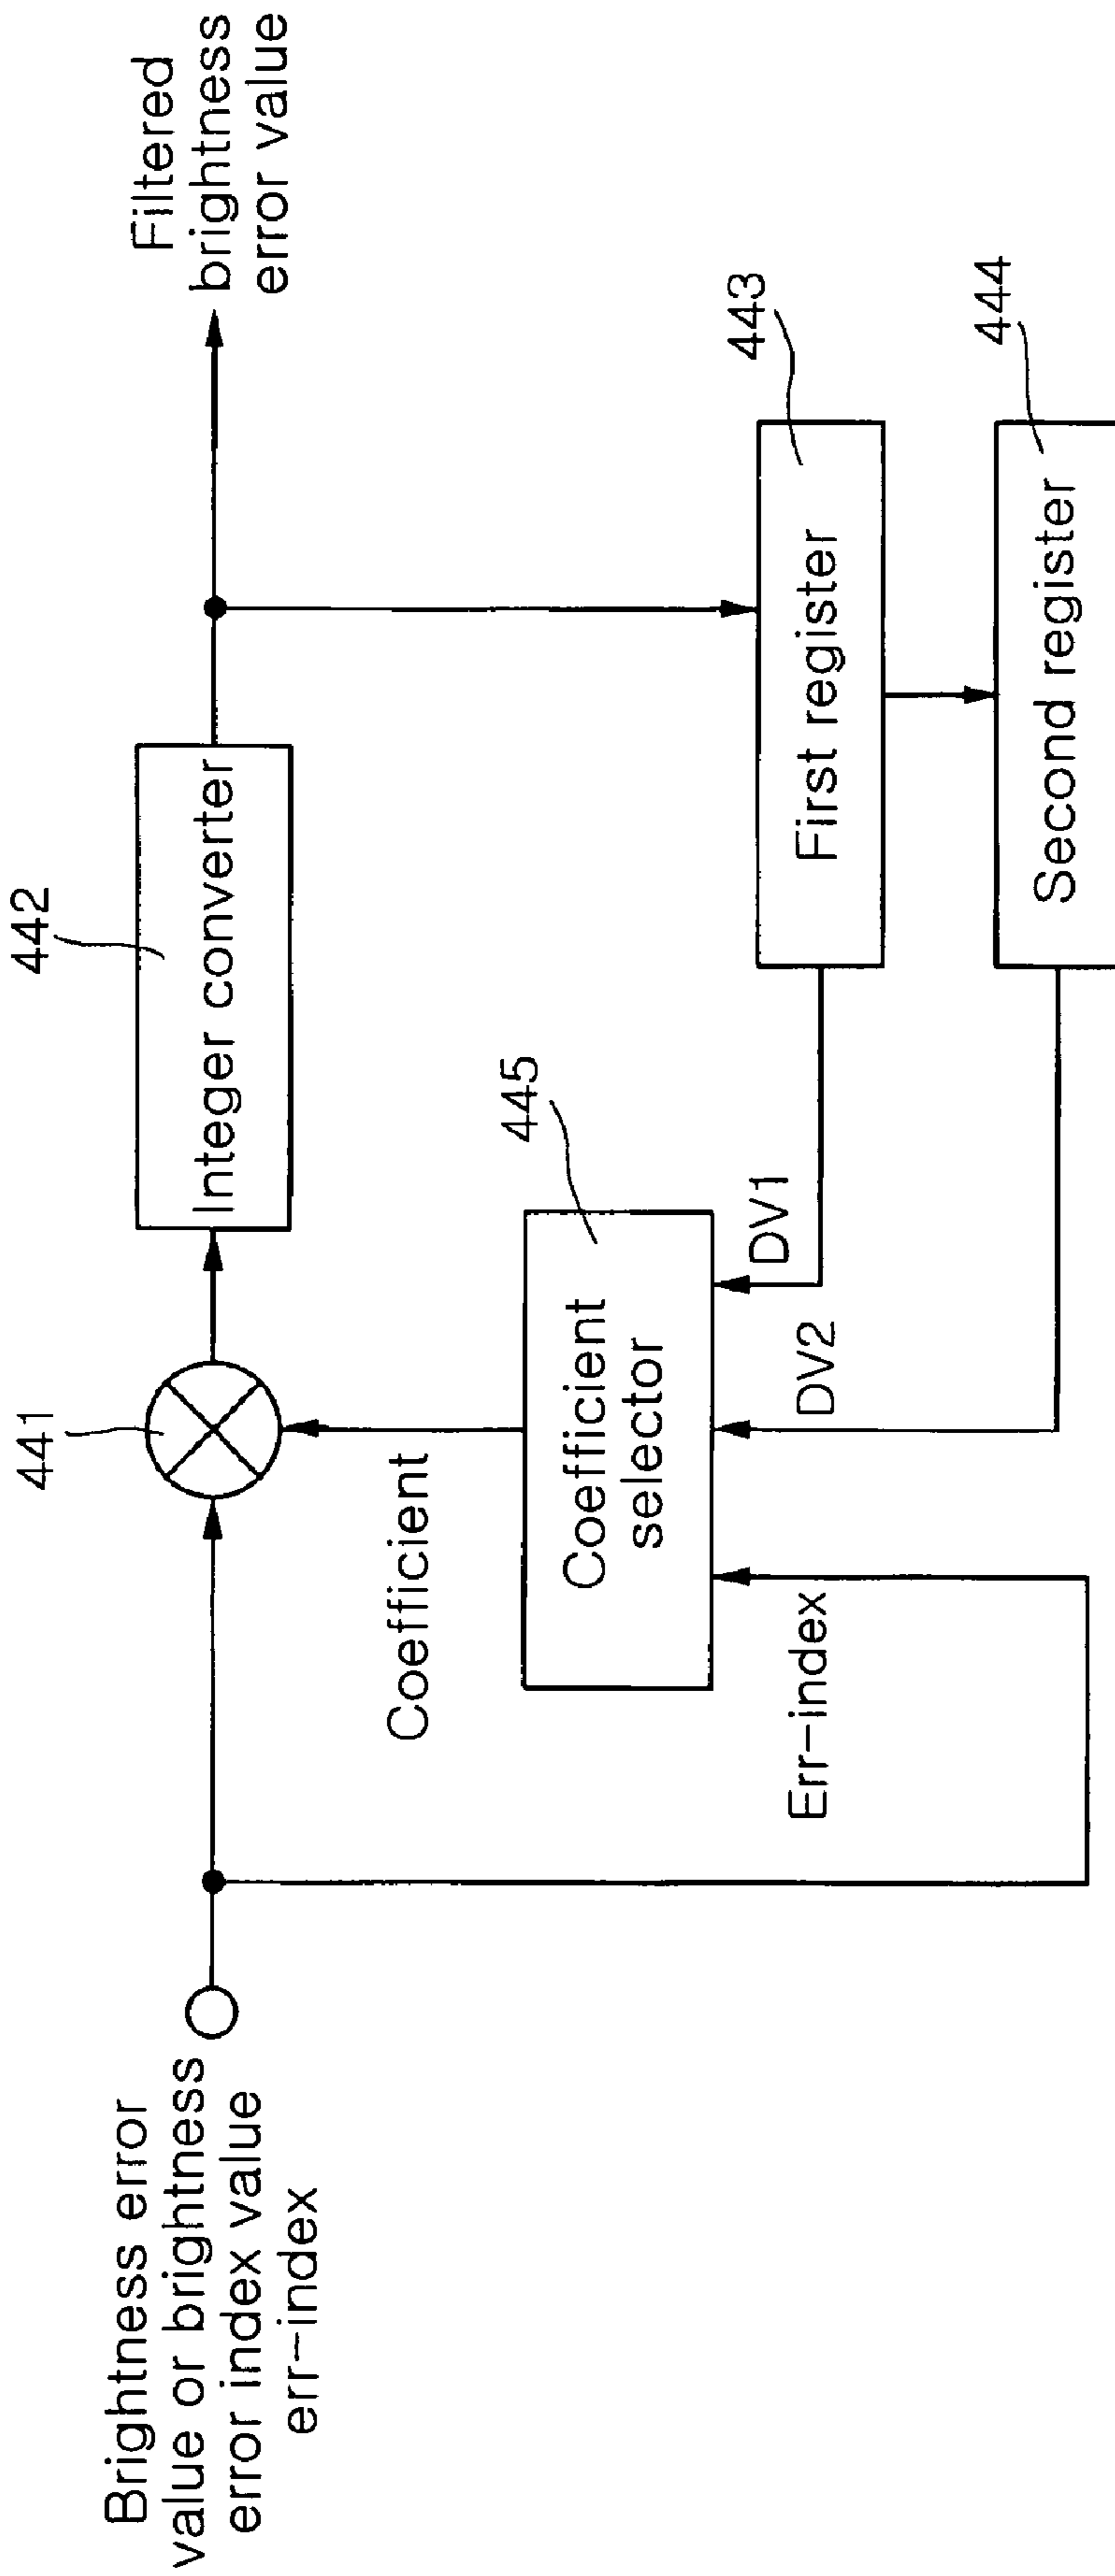 Brightness error
value or brightness
error index value
err-index
441
442
Integer converter
Filtered
brightness
error value
Coefficient
445
Coefficient
selector
Err-index
DV2
DV1
443
First register
444
Second register